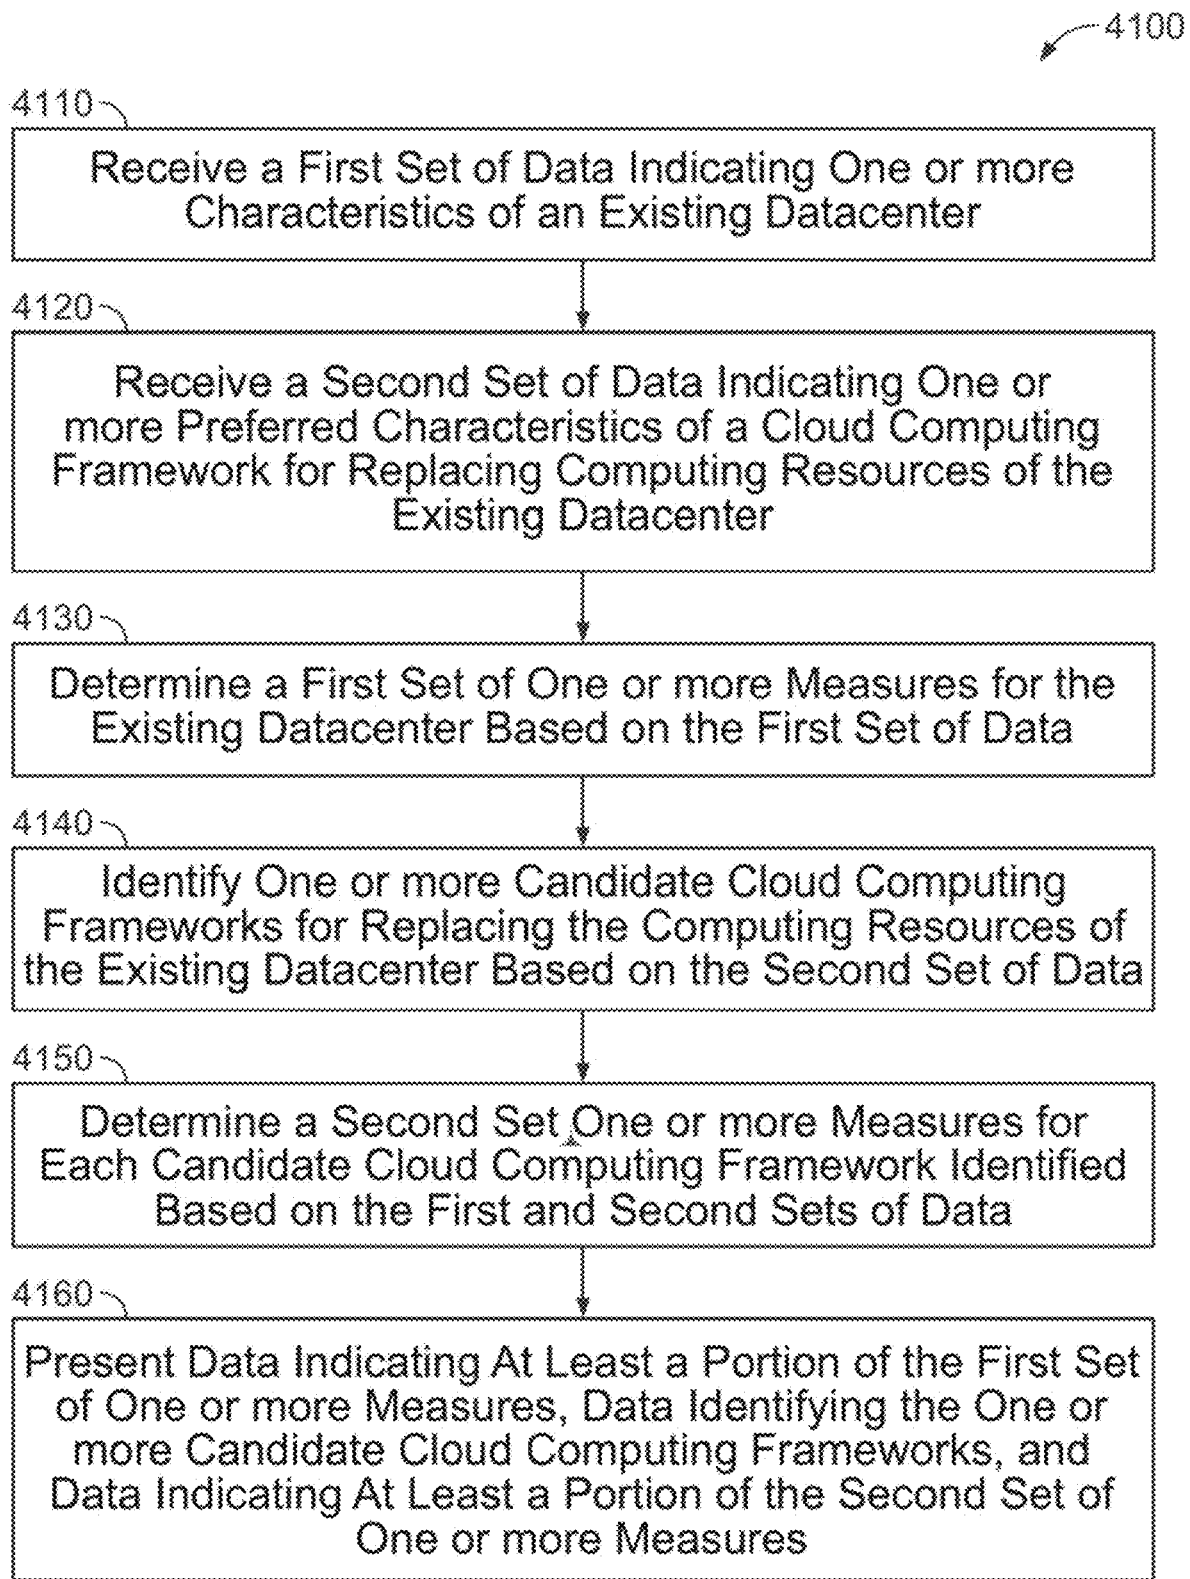 4100
4110
Receive a First Set of Data Indicating One or more
Characteristics of an Existing Datacenter
4120
Receive a Second Set of Data Indicating One or
more Preferred Characteristics of a Cloud Computing
Framework for Replacing Computing Resources of the
Existing Datacenter
4130
Determine a First Set of One or more Measures for the
Existing Datacenter Based on the First Set of Data
4140
Identify One or more Candidate Cloud Computing
Frameworks for Replacing the Computing Resources of
the Existing Datacenter Based on the Second Set of Data
4150
Determine a Second Set One or more Measures for
Each Candidate Cloud Computing Framework Identified
Based on the First and Second Sets of Data
4160
Present Data Indicating At Least a Portion of the First Set
of One or more Measures, Data Identifying the One or
more Candidate Cloud Computing Frameworks, and
Data Indicating At Least a Portion of the Second Set of
One or more Measures